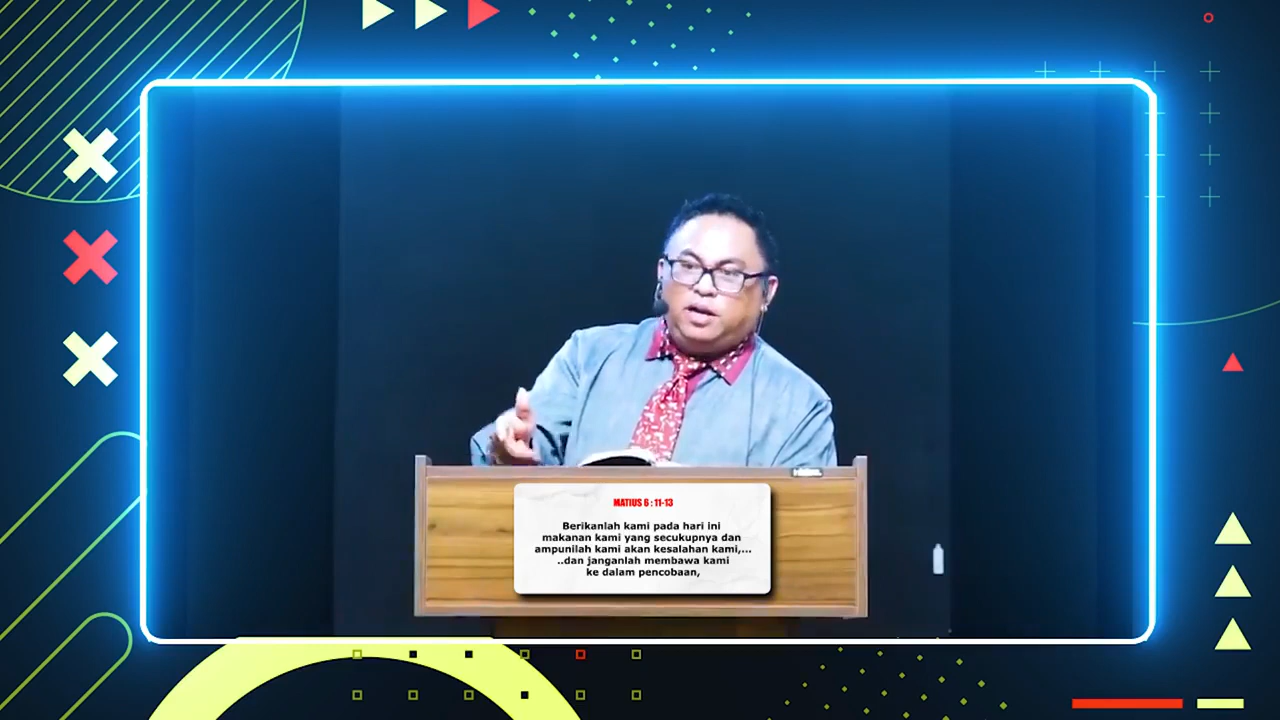 MATIUS 6 : 11-13
Berikanlah kami pada hari ini
makanan kami yang secukupnya dan
ampunilah kami akan kesalahan kami,...
..dan janganlah membawa kami
ke dalam pencobaan,